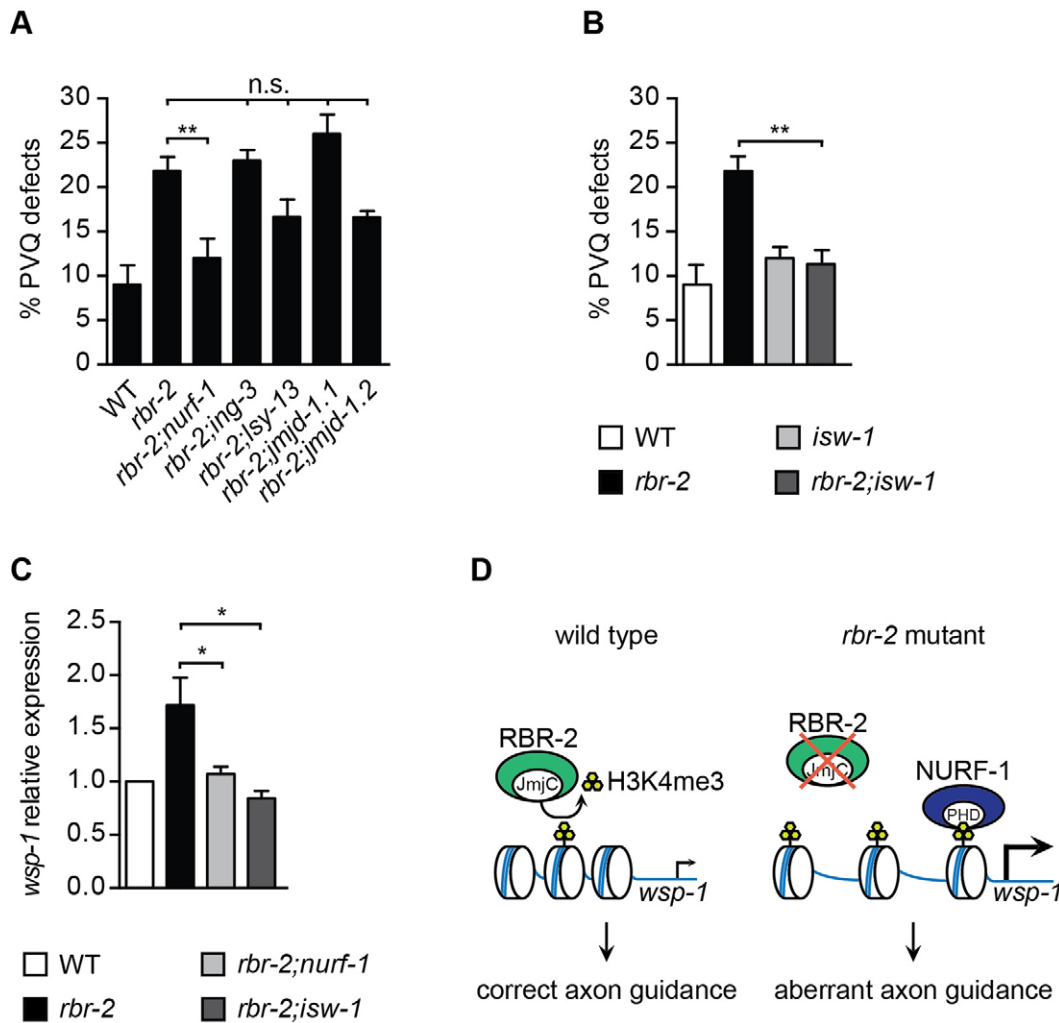 A
n.s.
**
% PVQ defects
30
25
20
15
10
5
0
WT
rbr-2
rbr-2;nurf-1
rbr-2;ing-3
rbr-2;lsy-13
rbr-2;jmjd-1.1
rbr-2;jmjd-1.2
B
**
% PVQ defects
30
25
20
15
10
5
0
WT
isw-1
rbr-2
rbr-2;isw-1
C
*
*
wsp-1 relative expression
2.5
2.0
1.5
1.0
0.5
0.0
WT
rbr-2;nurf-1
rbr-2
rbr-2;isw-1
D
wild type
RBR-2
JmjC
H3K4me3
wsp-1
correct axon guidance
rbr-2 mutant
RBR-2
JmjC
NURF-1
PHD
wsp-1
aberrant axon guidance